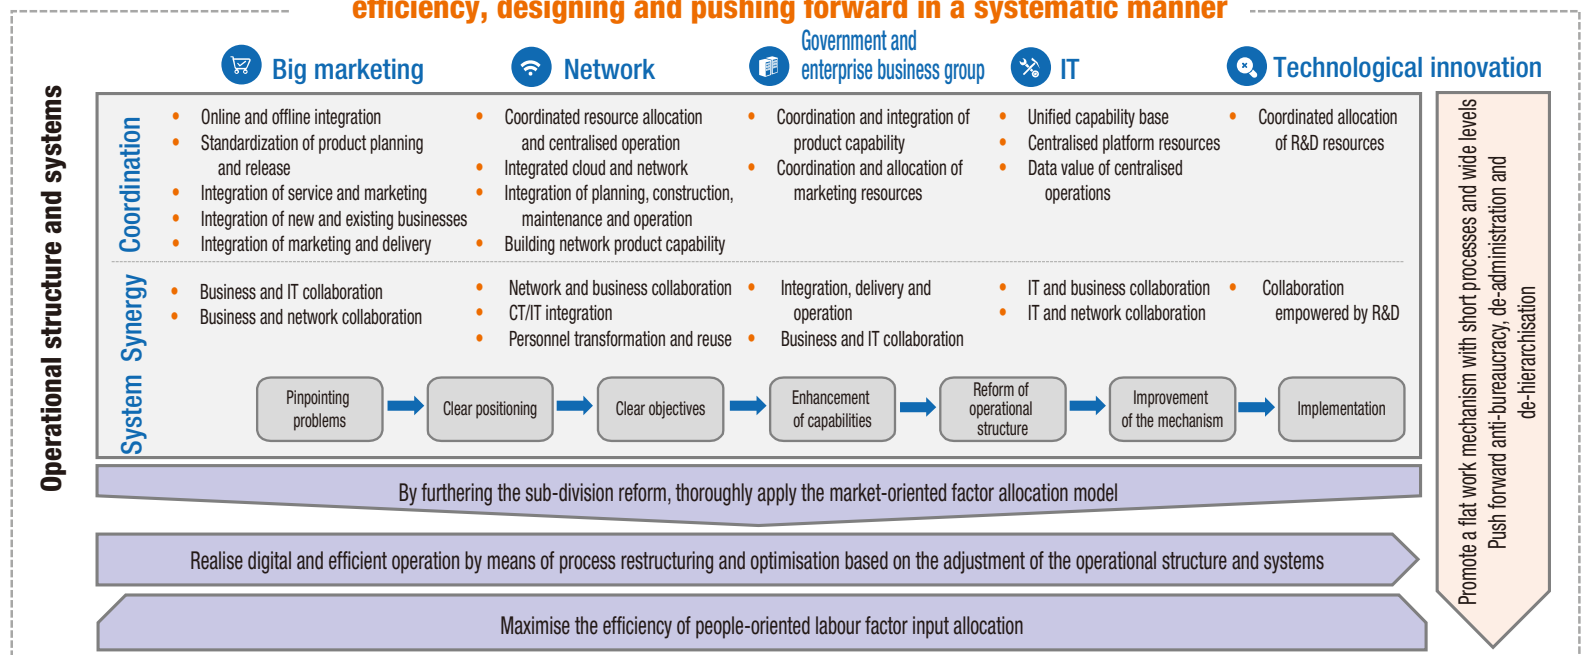 efficiency, designing and pushing forward in a systematic manner
Big marketing
Network
Government and
enterprise business group
IT
Technological innovation
Operational structure and systems
Coordination
• Online and offline integration
• Standardization of product planning
and release
• Integration of service and marketing
• Integration of new and existing businesses
• Integration of marketing and delivery
• Coordinated resource allocation
and centralised operation
• Integrated cloud and network
• Integration of planning, construction,
maintenance and operation
• Building network product capability
• Coordination and integration of
product capability
• Coordination and allocation of
marketing resources
• Unified capability base
• Centralised platform resources
• Data value of centralised
operations
• Coordinated allocation
of R&D resources
System Synergy
• Business and IT collaboration
• Business and network collaboration
• Network and business collaboration
• CT/IT integration
• Personnel transformation and reuse
• Integration, delivery and
operation
• Business and IT collaboration
• IT and business collaboration
• IT and network collaboration
• Collaboration
empowered by R&D
Pinpointing
problems
Clear positioning
Clear objectives
Enhancement
of capabilities
Reform of
operational
structure
Improvement
of the mechanism
Implementation
By furthering the sub-division reform, thoroughly apply the market-oriented factor allocation model
Realise digital and efficient operation by means of process restructuring and optimisation based on the adjustment of the operational structure and systems
Maximise the efficiency of people-oriented labour factor input allocation
Promote a flat work mechanism with short processes and wide levels
Push forward anti-bureaucracy, de-administration and
de-hierarchisation